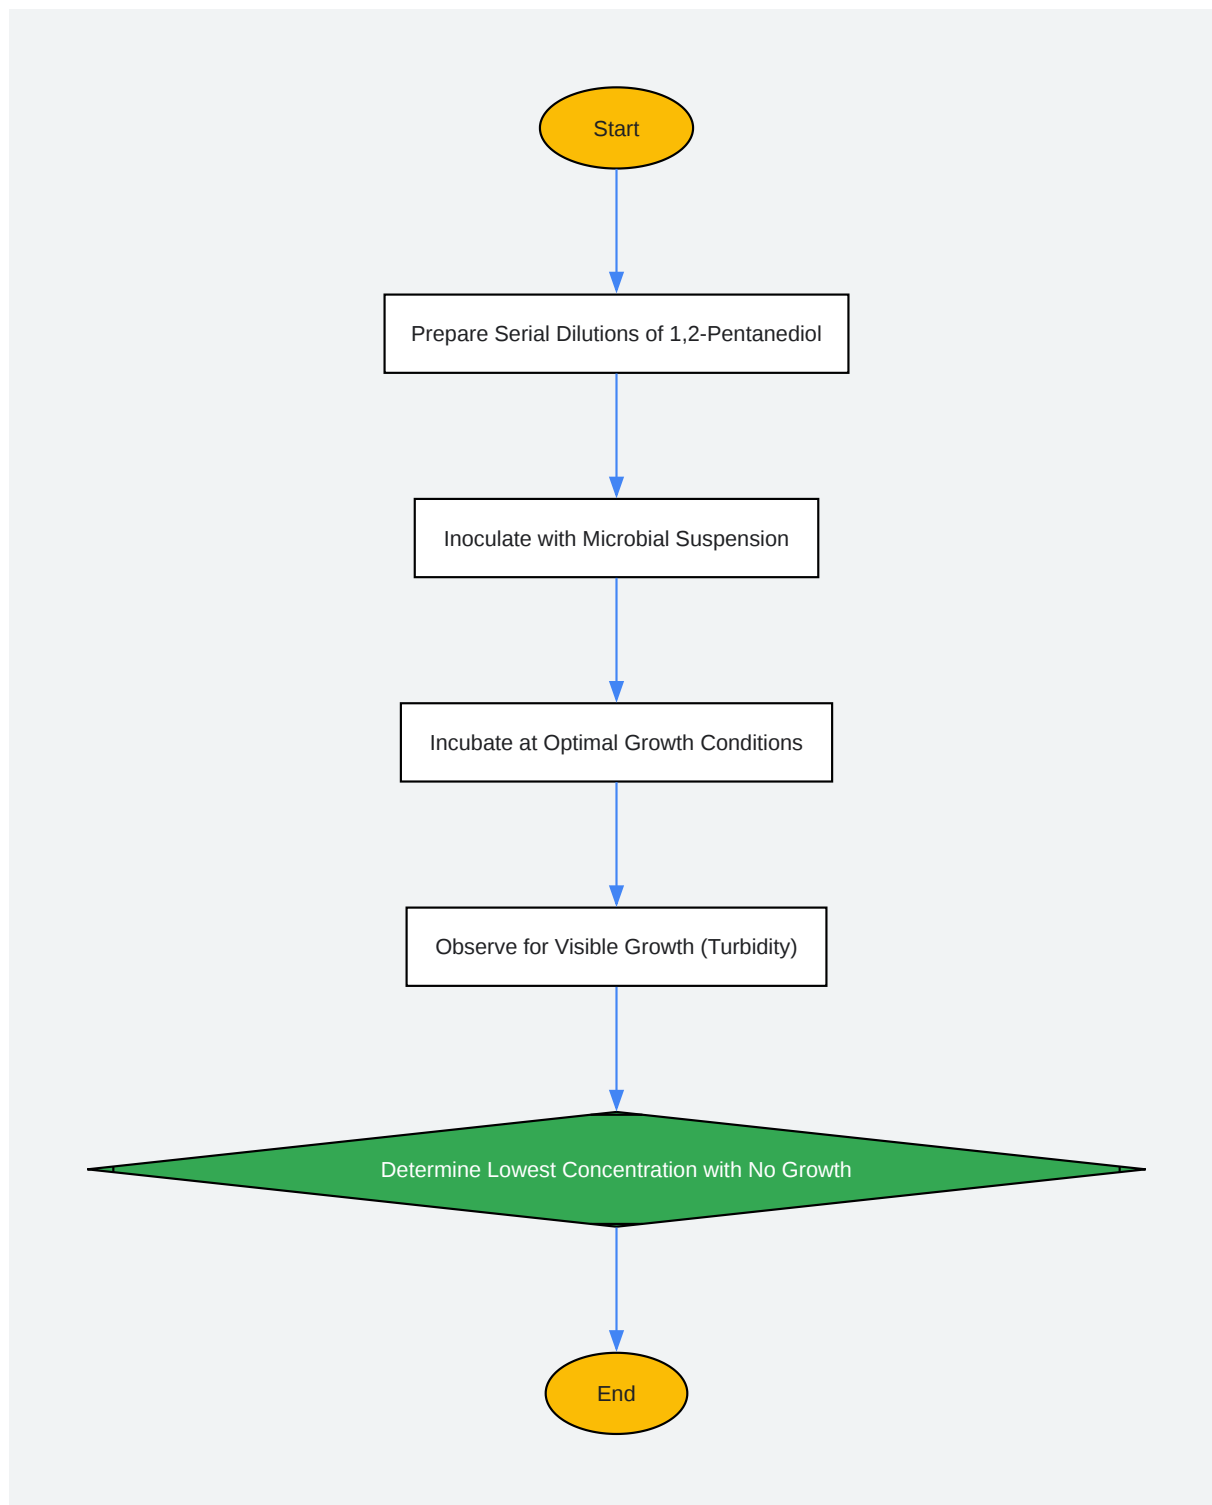 Start
Prepare Serial Dilutions of 1,2-Pentanediol
Inoculate with Microbial Suspension
Incubate at Optimal Growth Conditions
Observe for Visible Growth (Turbidity)
Determine Lowest Concentration with No Growth
End